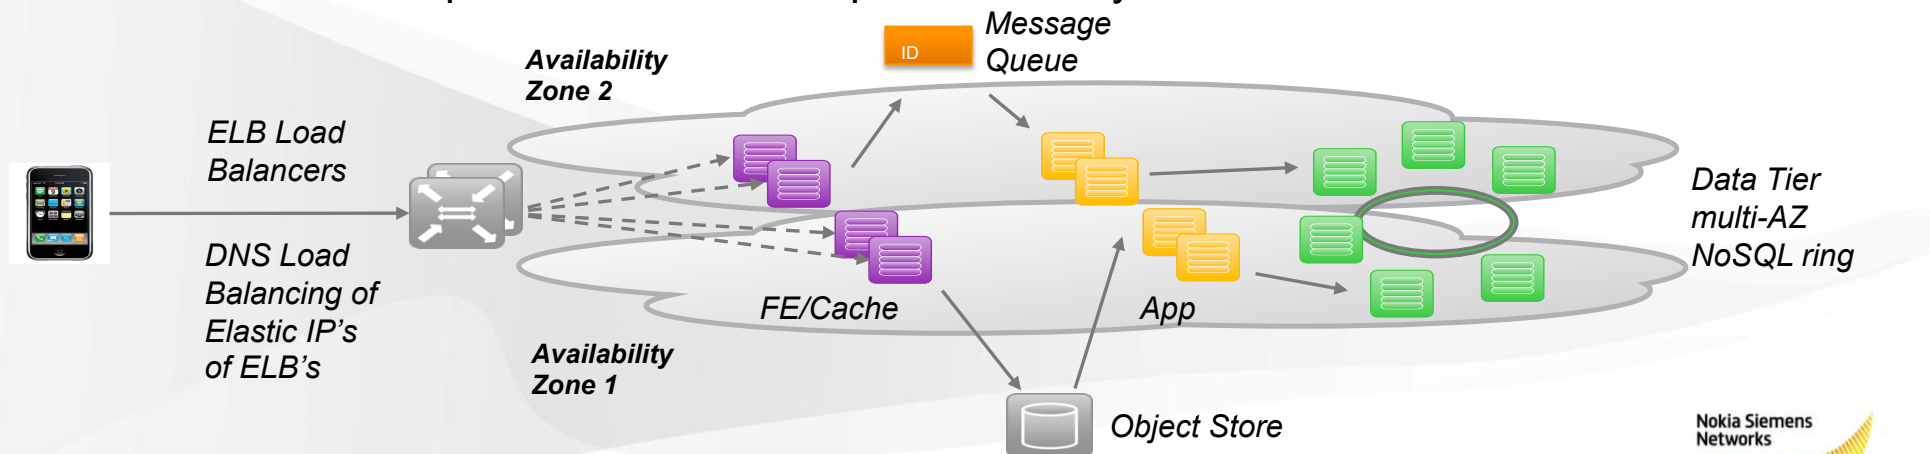 Message
Queue
ID
Availability
Zone 2
ELB Load
Balancers
DNS Load
Balancing of
Elastic IP's
of ELB's
Data Tier
multi-AZ
NoSQL ring
FE/Cache
App
Availability
Zone 1
Object Store
Nokia Siemens
Networks